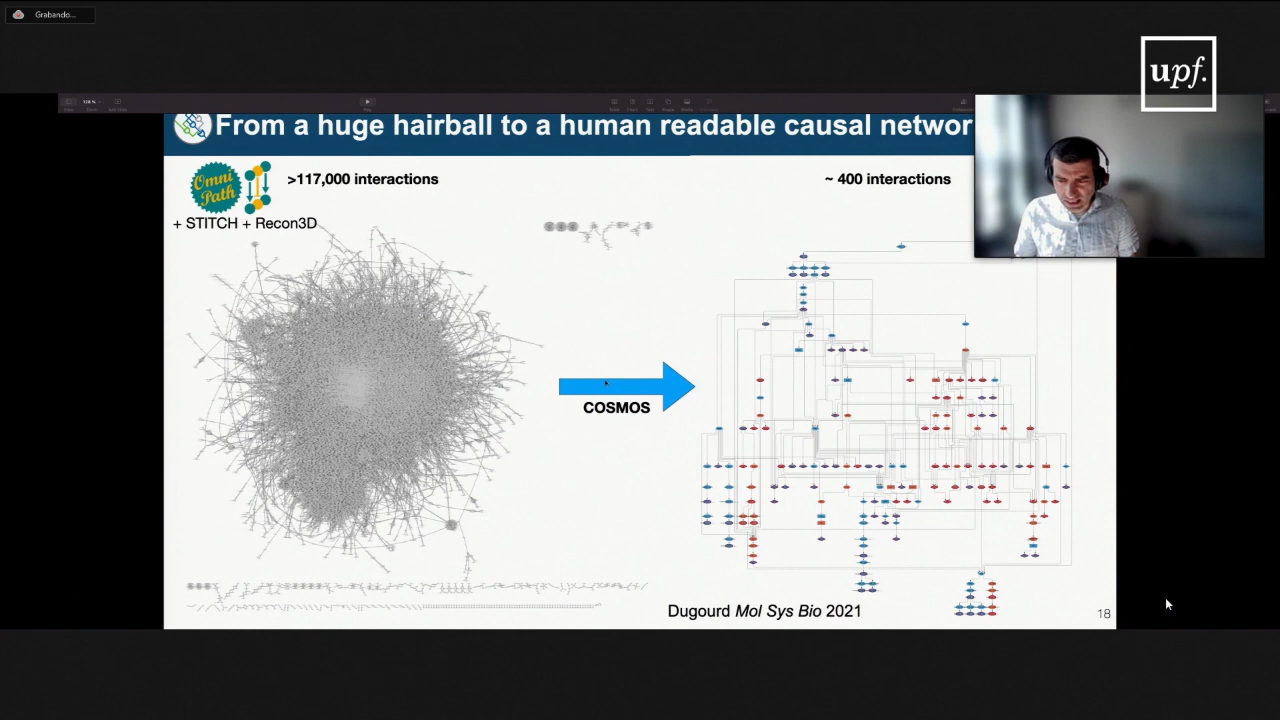 Grabando...
upf.
128 %
From a huge hairball to a human readable causal networ
Omni
Path
>117,000 interactions
~ 400 interactions
+ STITCH + Recon3D
COSMOS
Dugourd Mol Sys Bio 2021
18